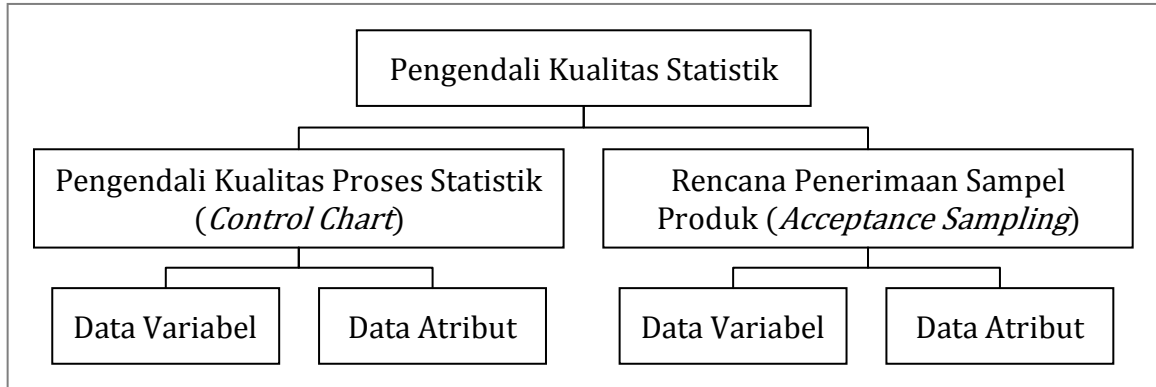 Pengendali Kualitas Statistik
Pengendali Kualitas Proses Statistik
(Control Chart)
Rencana Penerimaan Sampel
Produk (Acceptance Sampling)
Data Variabel
Data Atribut
Data Variabel
Data Atribut